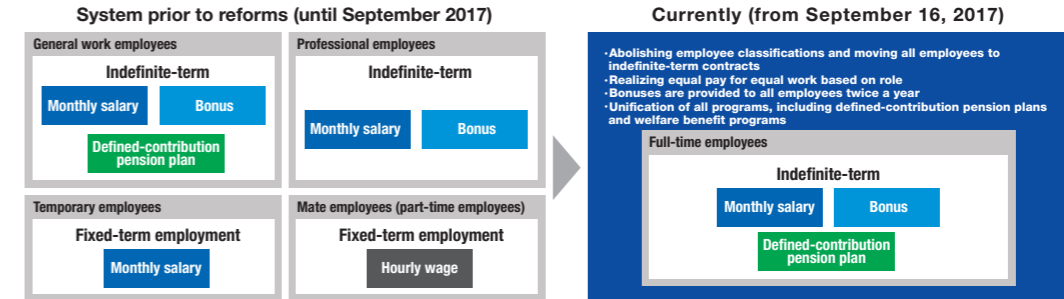 System prior to reforms (until September 2017)
General work employees
Indefinite-term
Monthly salary
Bonus
Defined-contribution
pension plan
Professional employees
Indefinite-term
Monthly salary
Bonus
Temporary employees
Fixed-term employment
Monthly salary
Mate employees (part-time employees)
Fixed-term employment
Hourly wage
Currently (from September 16, 2017)
·Abolishing employee classifications and moving all employees to
indefinite-term contracts
·Realizing equal pay for equal work based on role
·Bonuses are provided to all employees twice a year
·Unification of all programs, including defined-contribution pension plans
and welfare benefit programs
Full-time employees
Indefinite-term
Monthly salary
Bonus
Defined-contribution
pension plan